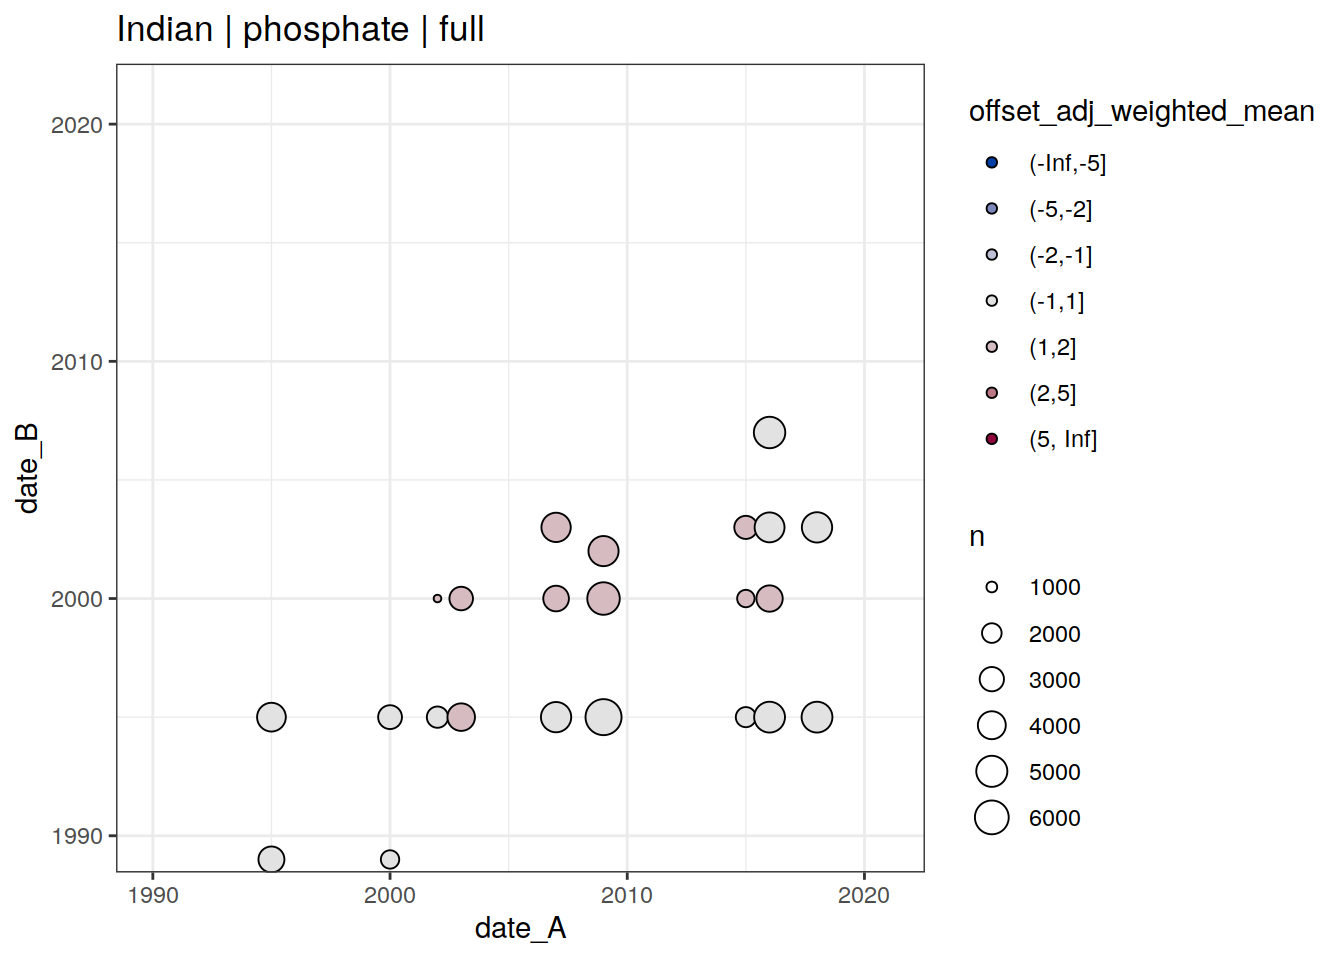 Indian | phosphate | full
2020
2010
2000
1990
date_B
1990
2000
2010
2020
date_A
offset_adj_weighted_mean
(-Inf,-5]
(-5,-2]
(-2,-1]
(-1,1]
(1,2]
(2,5]
(5, Inf]
n
1000
2000
3000
4000
5000
6000